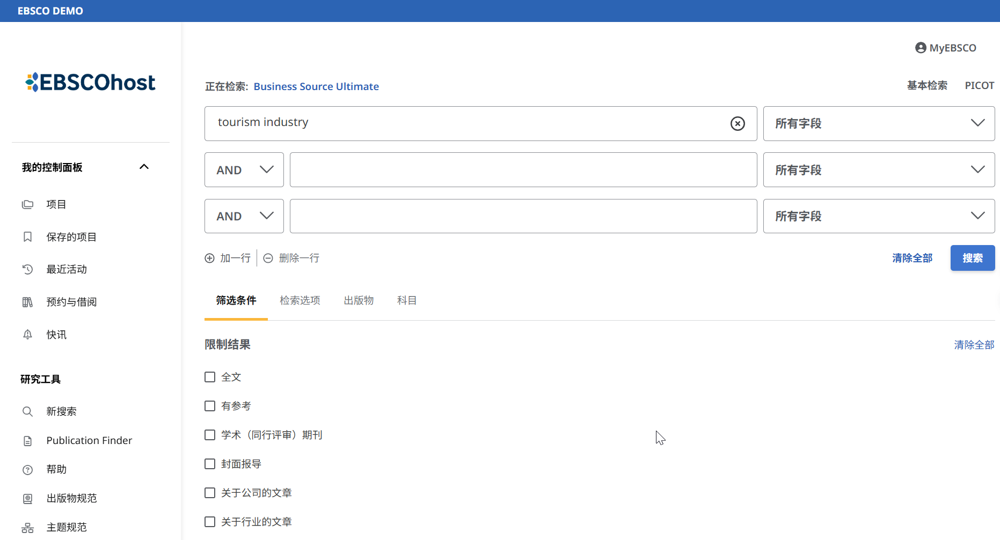 EBSCO DEMO
MyEBSCO
EBSCOhost
正在检索: Business Source Ultimate
基本检索 PICOT
tourism industry 所有字段
AND 所有字段
AND 所有字段
加一行 删除一行
清除全部 搜索
筛选条件 检索选项 出版物 科目
限制结果 清除全部
全文
有参考
学术（同行评审）期刊
封面报导
关于公司的文章
关于行业的文章
我的控制面板
项目
保存的项目
最近活动
预约与借阅
快讯
研究工具
新搜索
Publication Finder
帮助
出版物规范
主题规范